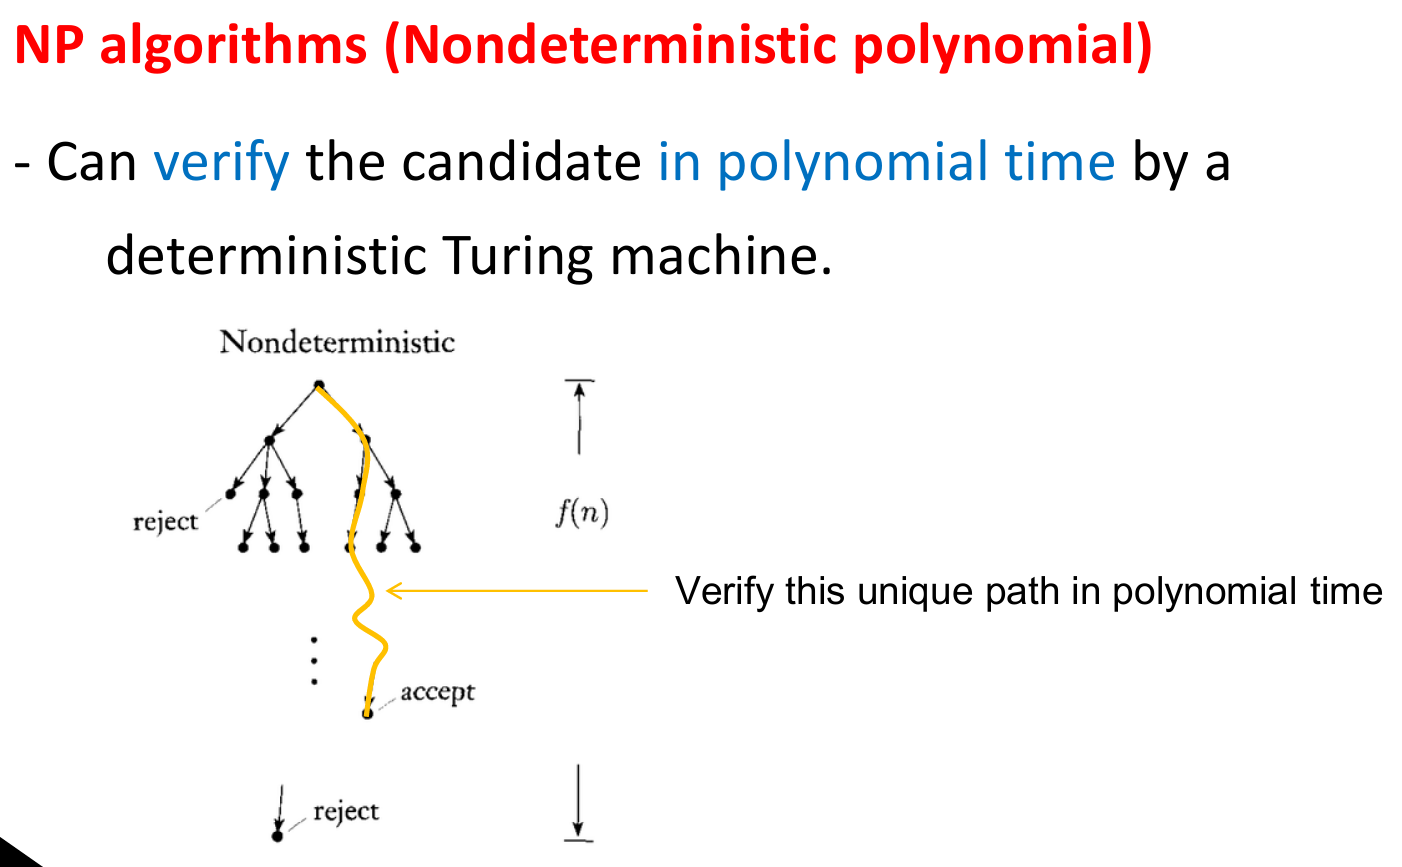 NP algorithms (Nondeterministic polynomial)
- Can verify the candidate in polynomial time by a
deterministic Turing machine.
Nondeterministic
reject
f(n)
Verify this unique path in polynomial time
accept
reject